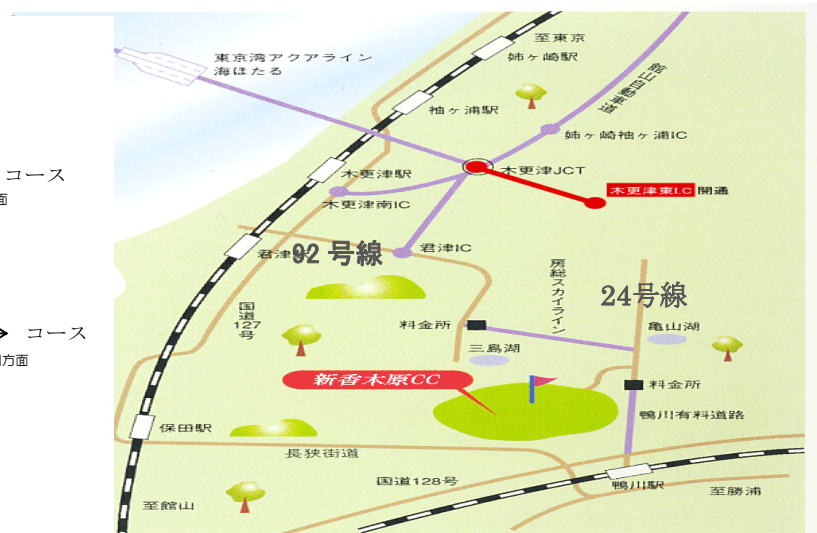 至東京
東京湾アクアライン
海ほたる
姉ヶ崎駅
館山自動車道
袖ヶ浦駅
姉ヶ崎袖ヶ浦IC
コース
木更津駅
木更津JCT
面
木更津東I.C 開通
木更津南IC
92号線
君津IC
房総スカイライン
24号線
国道127号
料金所
亀山湖
コース
三島湖
方面
新香木原CC
料金所
鴨川有料道路
保田駅
長狭街道
国道128号
鴨川駅
至勝浦
至館山